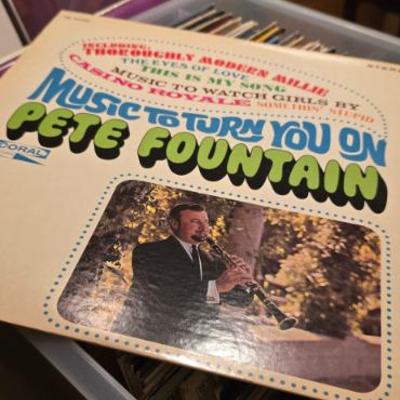 STEREO
INCLUDING:
THOROUGHLY MODERN MILLIE
THE EYES OF LOVE
THIS IS MY SONG
MUSIC TO WATCH GIRLS BY
CASINO ROYALE SOMETHIN' STUPID
MUSIC TO TURN YOU ON
PETE FOUNTAIN
CORAL